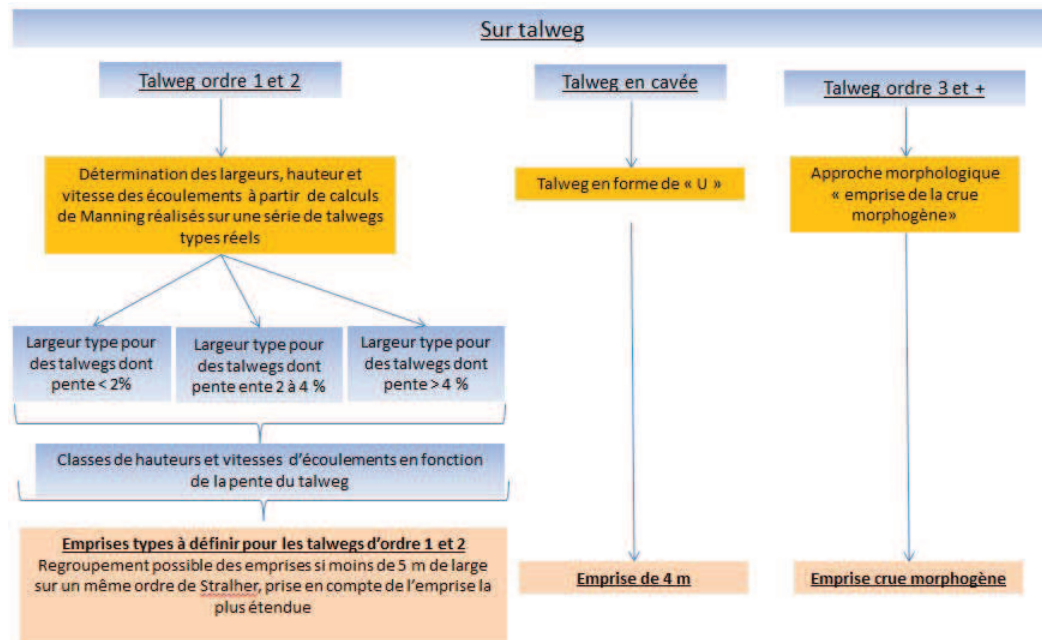 Sur talweg
Talweg ordre 1 et 2
Détermination des largeurs, hauteur et
vitesse des écoulements à partir de calculs
de Manning réalisés sur une série de talwegs
types réels
Largeur type pour
des talwegs dont
pente < 2%
Largeur type pour
des talwegs dont
pente ente 2 à 4 %
Largeur type pour
des talwegs dont
pente > 4 %
Classes de hauteurs et vitesses d'écoulements en fonction
de la pente du talweg
Emprises types à définir pour les talwegs d'ordre 1 et 2
Regroupement possible des emprises si moins de 5 m de large
sur un même ordre de Stralher, prise en compte de l'emprise la
plus étendue
Talweg en cavée
Talweg en forme de « U »
Emprise de 4 m
Talweg ordre 3 et +
Approche morphologique
« emprise de la crue
morphogène»
Emprise crue morphogène